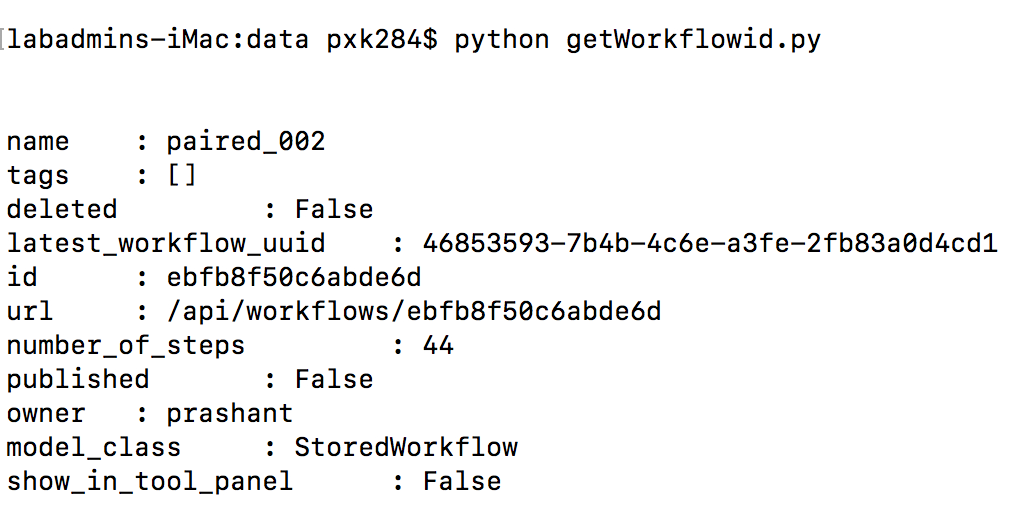 [labadmins-iMac:data pxk284$ python getWorkflowid.py
name : paired_002
tags : []
deleted : False
latest_workflow_uuid : 46853593-7b4b-4c6e-a3fe-2fb83a0d4cd1
id : ebfb8f50c6abde6d
url : /api/workflows/ebfb8f50c6abde6d
number_of_steps : 44
published : False
owner : prashant
model_class : StoredWorkflow
show_in_tool_panel : False